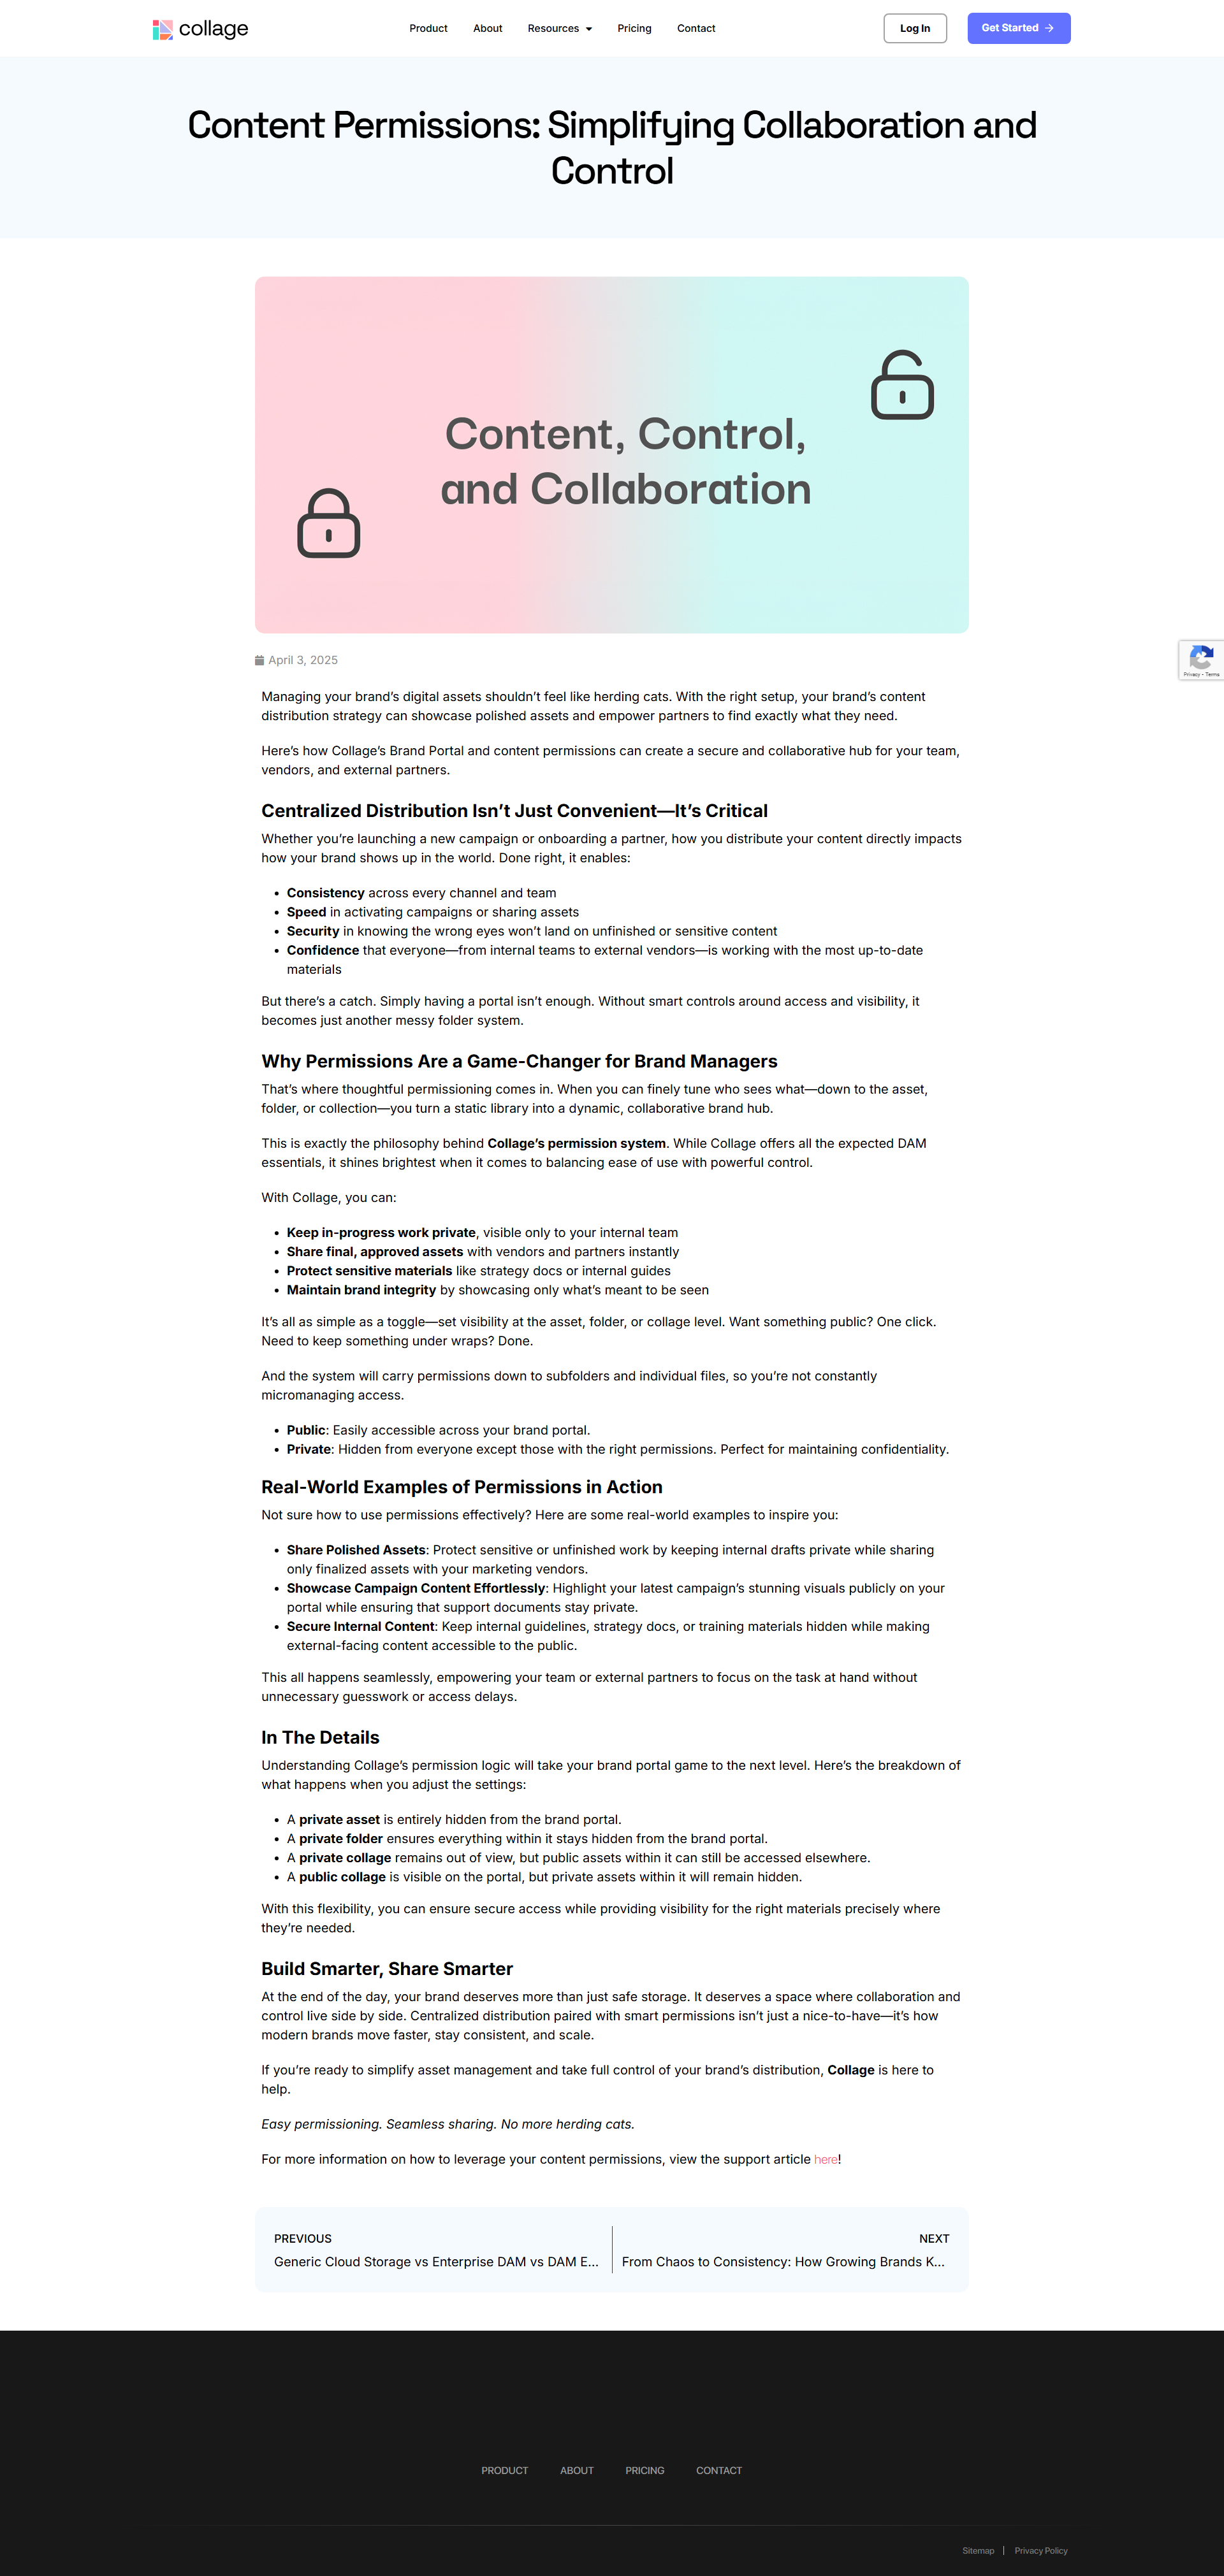 collage
Product About Resources Pricing Contact
Log In
Get Started
Content Permissions: Simplifying Collaboration and
Control
Content, Control,
and Collaboration
Privacy - Terms
April 3, 2025
Managing your brand’s digital assets shouldn’t feel like herding cats. With the right setup, your brand’s content
distribution strategy can showcase polished assets and empower partners to find exactly what they need.
Here’s how Collage’s Brand Portal and content permissions can create a secure and collaborative hub for your team,
vendors, and external partners.
Centralized Distribution Isn’t Just Convenient—It’s Critical
Whether you’re launching a new campaign or onboarding a partner, how you distribute your content directly impacts
how your brand shows up in the world. Done right, it enables:
• Consistency across every channel and team
• Speed in activating campaigns or sharing assets
• Security in knowing the wrong eyes won’t land on unfinished or sensitive content
• Confidence that everyone—from internal teams to external vendors—is working with the most up-to-date
materials
But there’s a catch. Simply having a portal isn’t enough. Without smart controls around access and visibility, it
becomes just another messy folder system.
Why Permissions Are a Game-Changer for Brand Managers
That’s where thoughtful permissioning comes in. When you can finely tune who sees what—down to the asset,
folder, or collection—you turn a static library into a dynamic, collaborative brand hub.
This is exactly the philosophy behind Collage’s permission system. While Collage offers all the expected DAM
essentials, it shines brightest when it comes to balancing ease of use with powerful control.
With Collage, you can:
• Keep in-progress work private, visible only to your internal team
• Share final, approved assets with vendors and partners instantly
• Protect sensitive materials like strategy docs or internal guides
• Maintain brand integrity by showcasing only what’s meant to be seen
It’s all as simple as a toggle—set visibility at the asset, folder, or collage level. Want something public? One click.
Need to keep something under wraps? Done.
And the system will carry permissions down to subfolders and individual files, so you’re not constantly
micromanaging access.
• Public: Easily accessible across your brand portal.
• Private: Hidden from everyone except those with the right permissions. Perfect for maintaining confidentiality.
Real-World Examples of Permissions in Action
Not sure how to use permissions effectively? Here are some real-world examples to inspire you:
• Share Polished Assets: Protect sensitive or unfinished work by keeping internal drafts private while sharing
only finalized assets with your marketing vendors.
• Showcase Campaign Content Effortlessly: Highlight your latest campaign’s stunning visuals publicly on your
portal while ensuring that support documents stay private.
• Secure Internal Content: Keep internal guidelines, strategy docs, or training materials hidden while making
external-facing content accessible to the public.
This all happens seamlessly, empowering your team or external partners to focus on the task at hand without
unnecessary guesswork or access delays.
In The Details
Understanding Collage’s permission logic will take your brand portal game to the next level. Here’s the breakdown of
what happens when you adjust the settings:
• A private asset is entirely hidden from the brand portal.
• A private folder ensures everything within it stays hidden from the brand portal.
• A private collage remains out of view, but public assets within it can still be accessed elsewhere.
• A public collage is visible on the portal, but private assets within it will remain hidden.
With this flexibility, you can ensure secure access while providing visibility for the right materials precisely where
they’re needed.
Build Smarter, Share Smarter
At the end of the day, your brand deserves more than just safe storage. It deserves a space where collaboration and
control live side by side. Centralized distribution paired with smart permissions isn’t just a nice-to-have—it’s how
modern brands move faster, stay consistent, and scale.
If you’re ready to simplify asset management and take full control of your brand’s distribution, Collage is here to
help.
Easy permissioning. Seamless sharing. No more herding cats.
For more information on how to leverage your content permissions, view the support article here!
PREVIOUS
Generic Cloud Storage vs Enterprise DAM vs DAM E...
NEXT
From Chaos to Consistency: How Growing Brands K...
PRODUCT ABOUT PRICING CONTACT
Sitemap | Privacy Policy